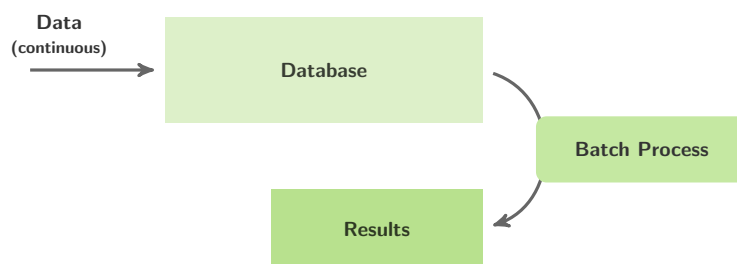 Data
(continuous)
Database
Batch Process
Results